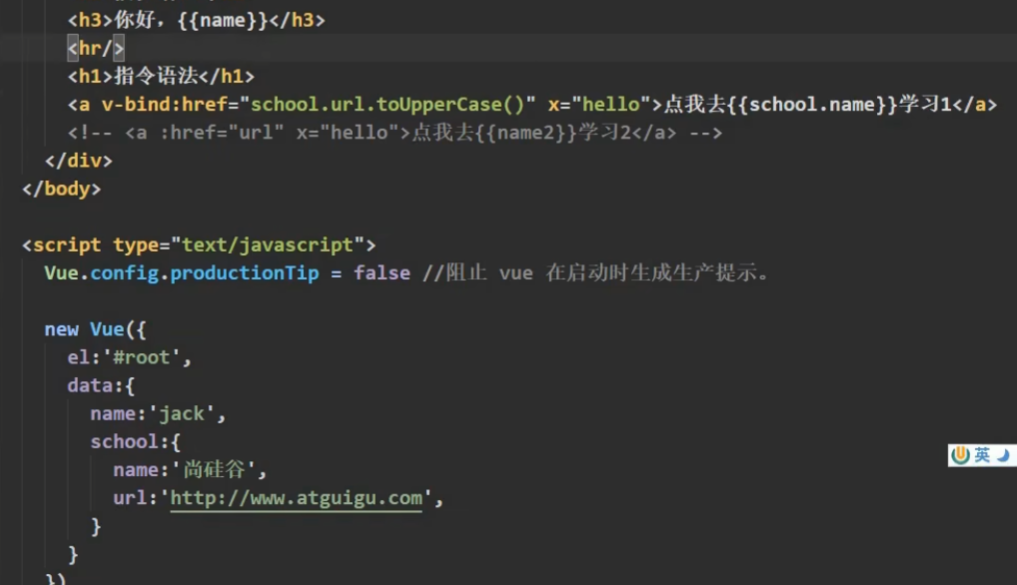 <h3>你好，{{name}}</h3>
<hr/>
<h1>指令语法</h1>
<a v-bind:href="school.url.toUpperCase()" x="hello">点我去{{school.name}}学习1</a>
<!-- <a :href="url" x="hello">点我去{{name2}}学习2</a> -->
</div>
</body>
<script type="text/javascript">
Vue.config.productionTip = false //阻止 vue 在启动时生成生产提示。
new Vue({
el:'#root',
data:{
name:'jack',
school:{
name:'尚硅谷',
url:'http://www.atguigu.com',
}
}
})
英